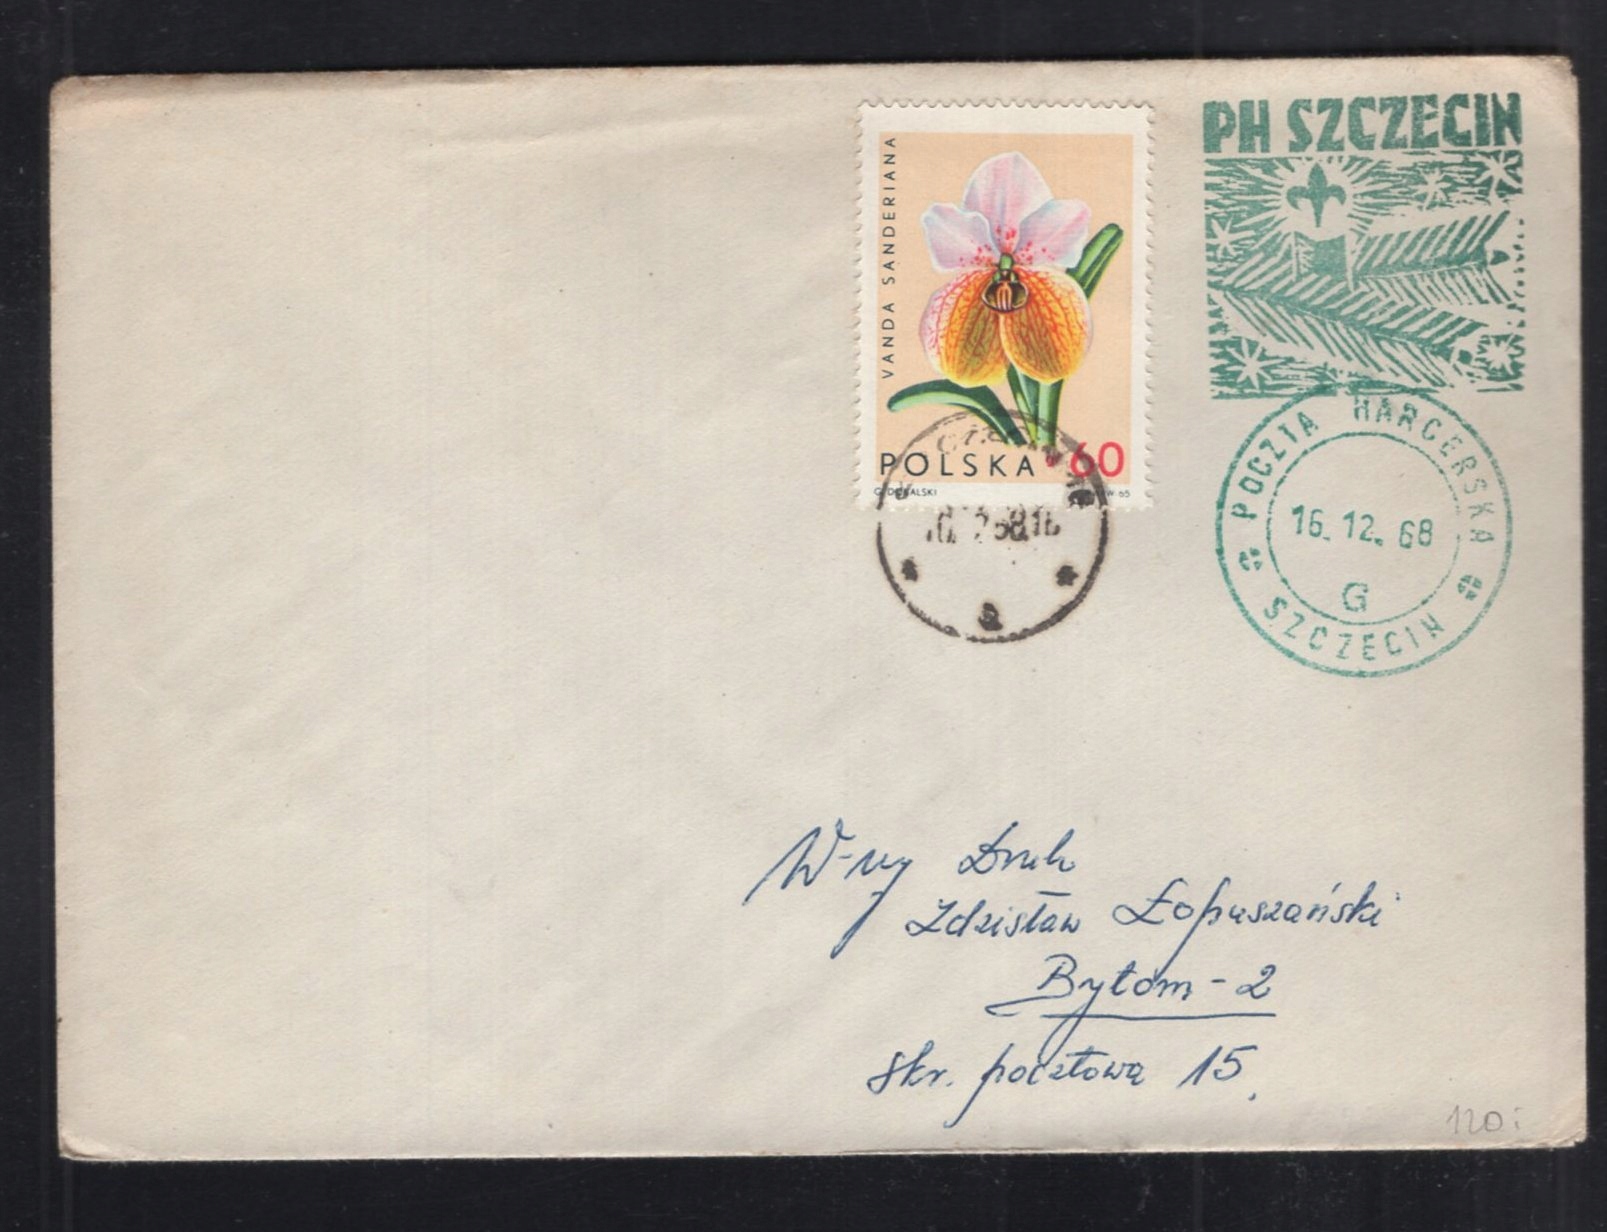 PH SZCZECIN
VANDA SANDERIANA
POLSKA 60
POCZTA HARCERSKA
16.12.68
G
SZCZECIN
a
W-ny Druh
Zdzisław Łopuszański
Bytom-2
skr. pocztowa 15.
120